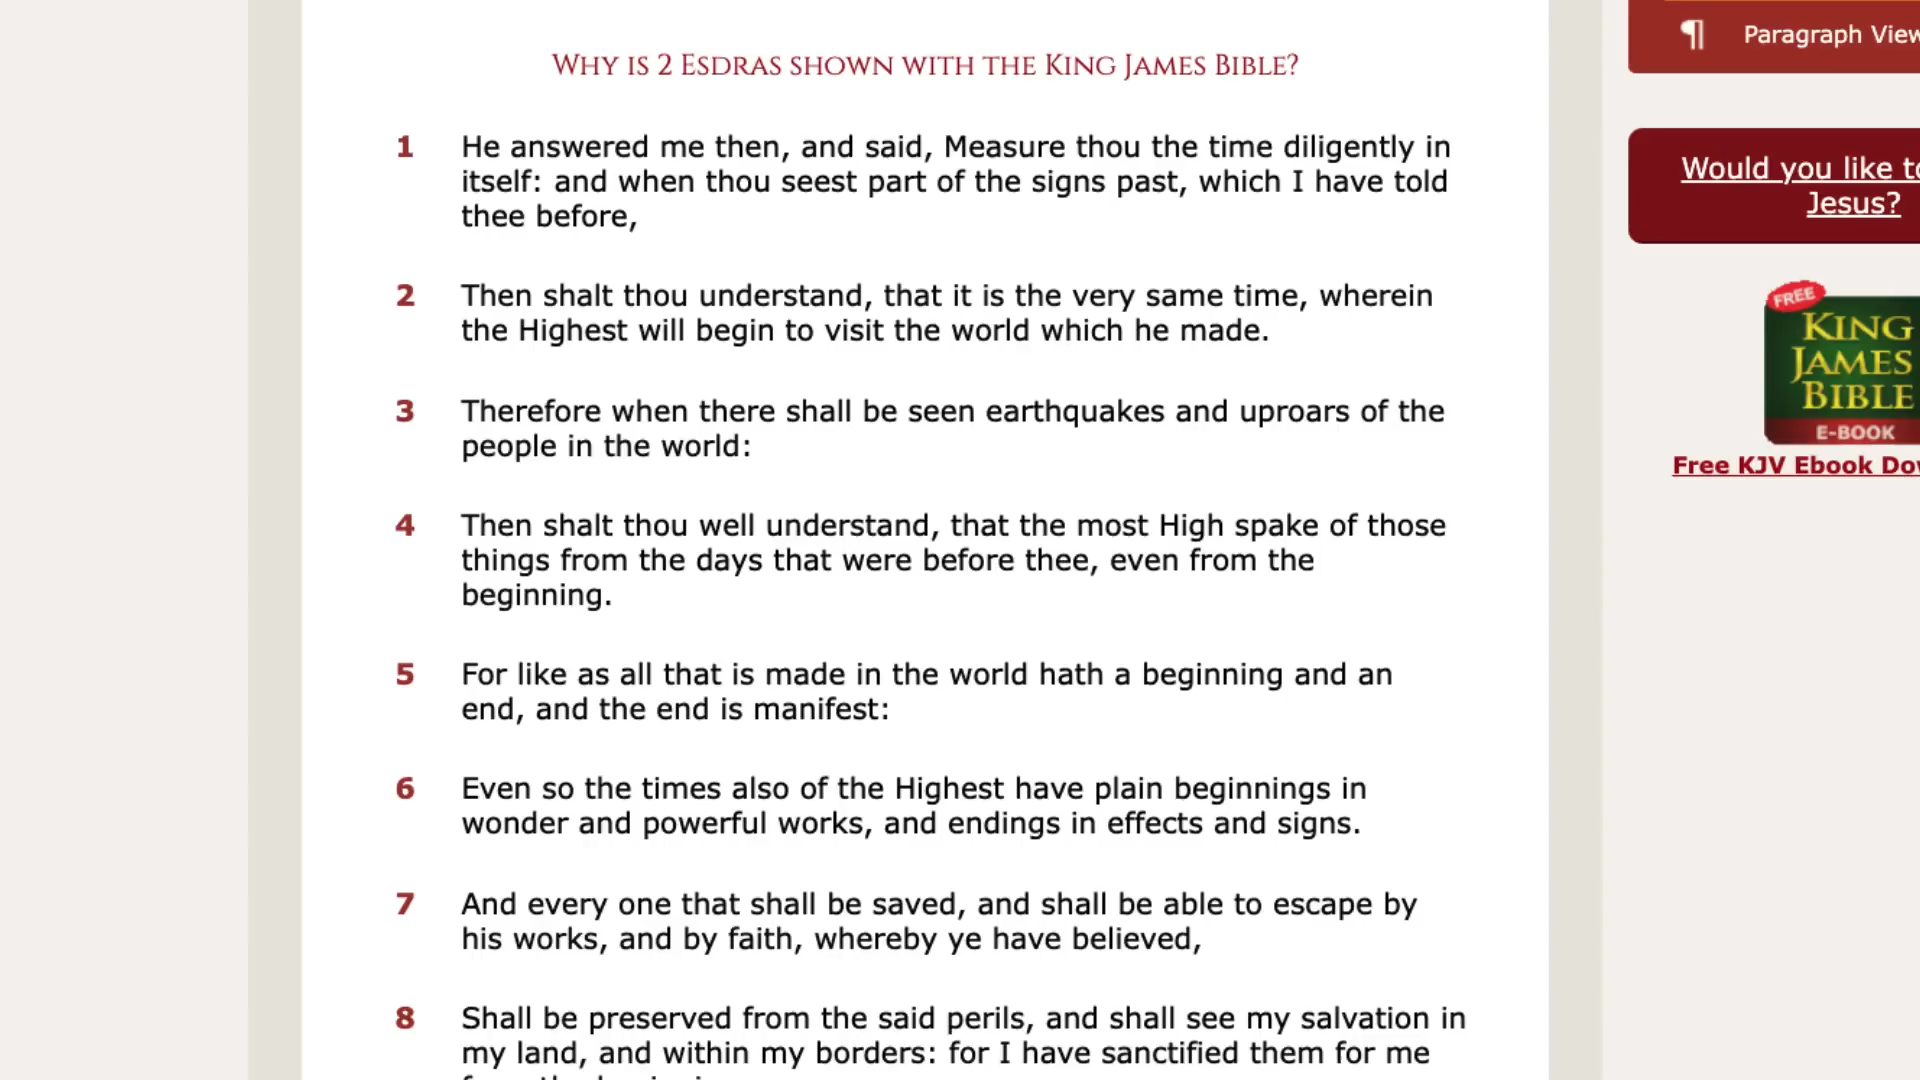 Why is 2 Esdras shown with the King James Bible?
1 He answered me then, and said, Measure thou the time diligently in
itself: and when thou seest part of the signs past, which I have told
thee before,
2 Then shalt thou understand, that it is the very same time, wherein
the Highest will begin to visit the world which he made.
3 Therefore when there shall be seen earthquakes and uproars of the
people in the world:
4 Then shalt thou well understand, that the most High spake of those
things from the days that were before thee, even from the
beginning.
5 For like as all that is made in the world hath a beginning and an
end, and the end is manifest:
6 Even so the times also of the Highest have plain beginnings in
wonder and powerful works, and endings in effects and signs.
7 And every one that shall be saved, and shall be able to escape by
his works, and by faith, whereby ye have believed,
8 Shall be preserved from the said perils, and shall see my salvation in
my land, and within my borders: for I have sanctified them for me
¶ Paragraph View
Would you like
Jesus?
FREE
KING
JAMES
BIBLE
E-BOOK
Free KJV Ebook